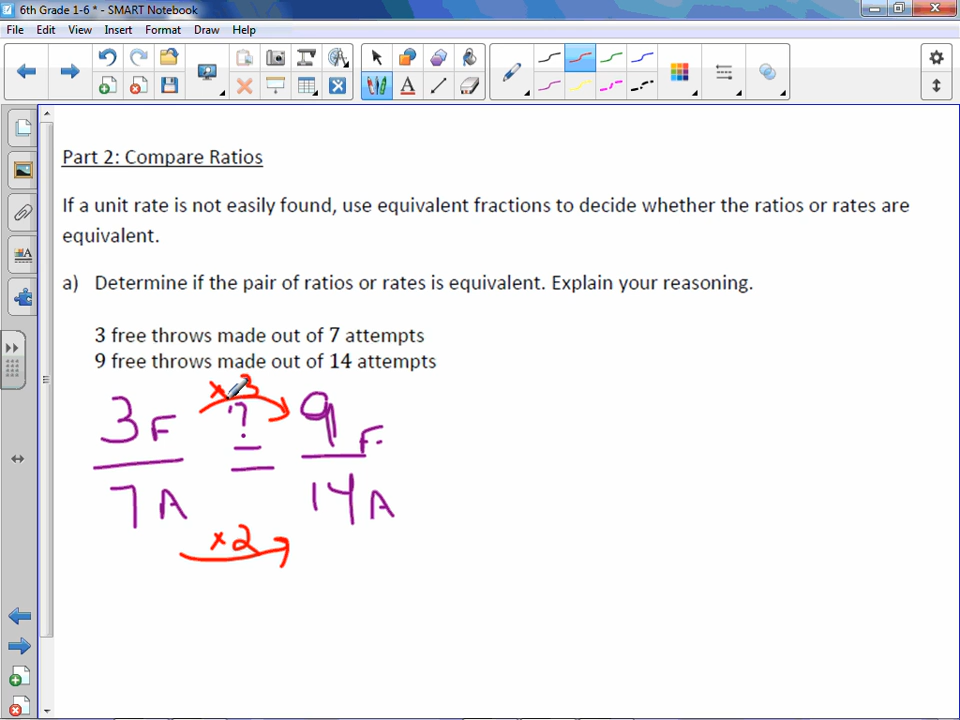 6th Grade 1-6 * - SMART Notebook
File Edit View Insert Format Draw Help
Part 2: Compare Ratios
If a unit rate is not easily found, use equivalent fractions to decide whether the ratios or rates are
equivalent.
a) Determine if the pair of ratios or rates is equivalent. Explain your reasoning.
3 free throws made out of 7 attempts
9 free throws made out of 14 attempts
×3
3F ? 9F
=
7A 14A
×2